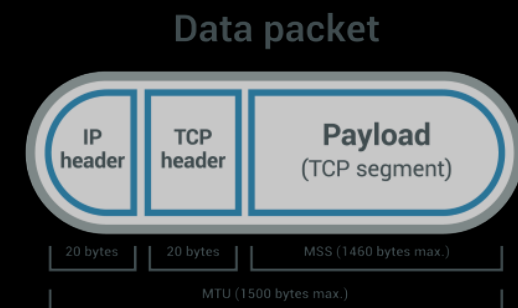 Data packet
IP
header
TCP
header
Payload
(TCP segment)
20 bytes
20 bytes
MSS (1460 bytes max.)
MTU (1500 bytes max.)